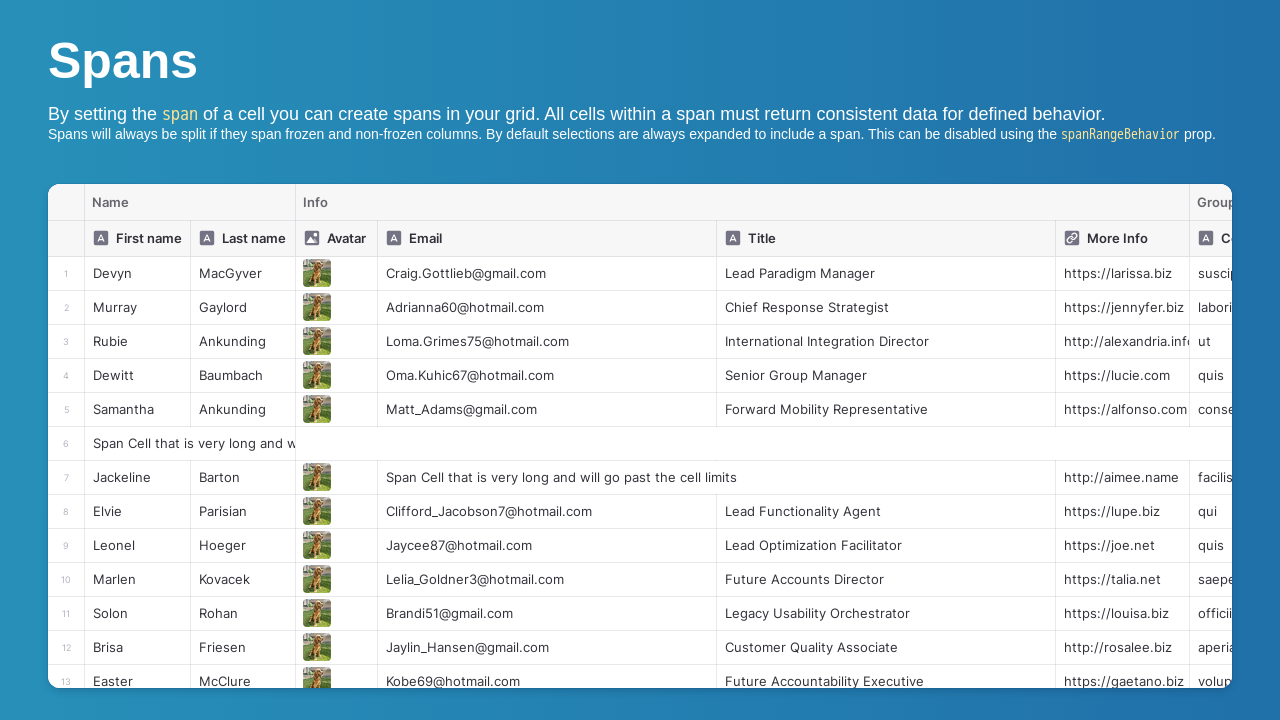 Spans
By setting the span of a cell you can create spans in your grid. All cells within a span must return consistent data for defined behavior.
Spans will always be split if they span frozen and non-frozen columns. By default selections are always expanded to include a span. This can be disabled using the spanRangeBehavior prop.
Name Info Group
First name Last name Avatar Email Title More Info
1 Devyn MacGyver Craig.Gottlieb@gmail.com Lead Paradigm Manager https://larissa.biz
2 Murray Gaylord Adrianna60@hotmail.com Chief Response Strategist https://jennyfer.biz
3 Rubie Ankunding Loma.Grimes75@hotmail.com International Integration Director http://alexandria.info ut
4 Dewitt Baumbach Oma.Kuhic67@hotmail.com Senior Group Manager https://lucie.com quis
5 Samantha Ankunding Matt_Adams@gmail.com Forward Mobility Representative https://alfonso.com
6 Span Cell that is very long and w
7 Jackeline Barton Span Cell that is very long and will go past the cell limits http://aimee.name facilis
8 Elvie Parisian Clifford_Jacobson7@hotmail.com Lead Functionality Agent https://lupe.biz qui
9 Leonel Hoeger Jaycee87@hotmail.com Lead Optimization Facilitator https://joe.net quis
10 Marlen Kovacek Lelia_Goldner3@hotmail.com Future Accounts Director https://talia.net saepe
11 Solon Rohan Brandi51@gmail.com Legacy Usability Orchestrator https://louisa.biz
12 Brisa Friesen Jaylin_Hansen@gmail.com Customer Quality Associate http://rosalee.biz
13 Easter McClure Kobe69@hotmail.com Future Accountability Executive https://gaetano.biz